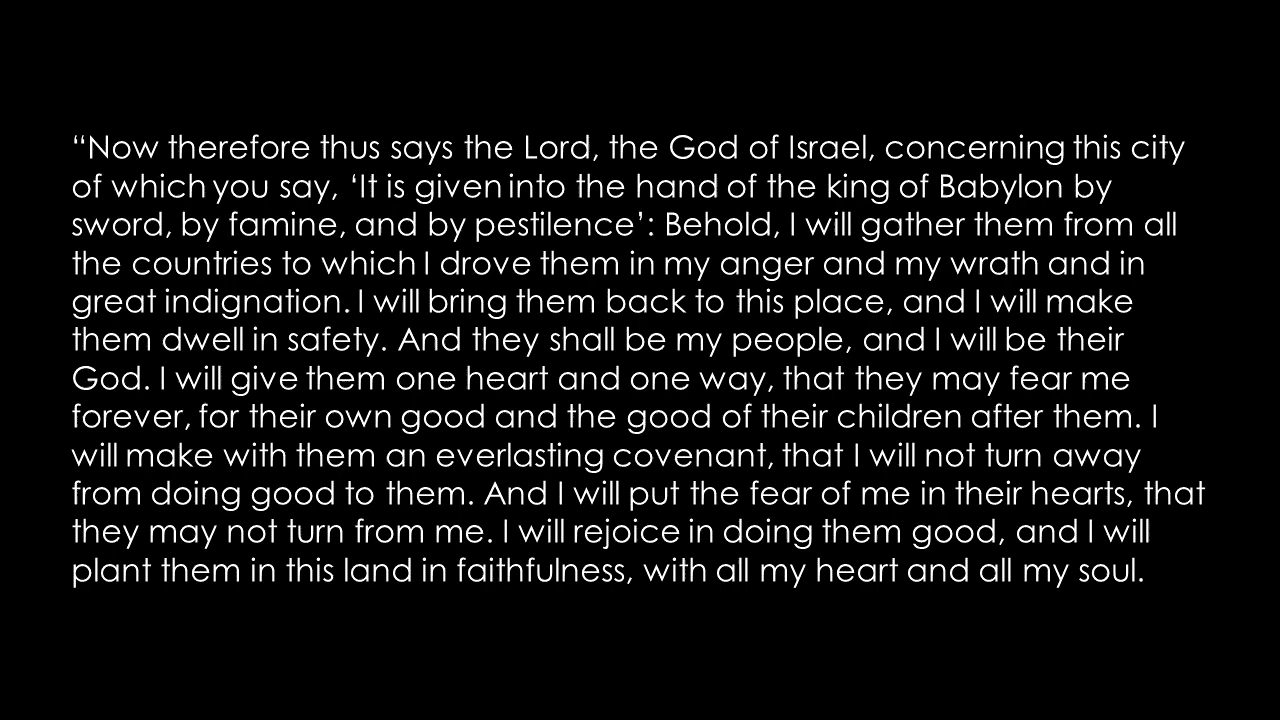 “Now therefore thus says the Lord, the God of Israel, concerning this city
of which you say, ‘It is given into the hand of the king of Babylon by
sword, by famine, and by pestilence’: Behold, I will gather them from all
the countries to which I drove them in my anger and my wrath and in
great indignation. I will bring them back to this place, and I will make
them dwell in safety. And they shall be my people, and I will be their
God. I will give them one heart and one way, that they may fear me
forever, for their own good and the good of their children after them. I
will make with them an everlasting covenant, that I will not turn away
from doing good to them. And I will put the fear of me in their hearts, that
they may not turn from me. I will rejoice in doing them good, and I will
plant them in this land in faithfulness, with all my heart and all my soul.